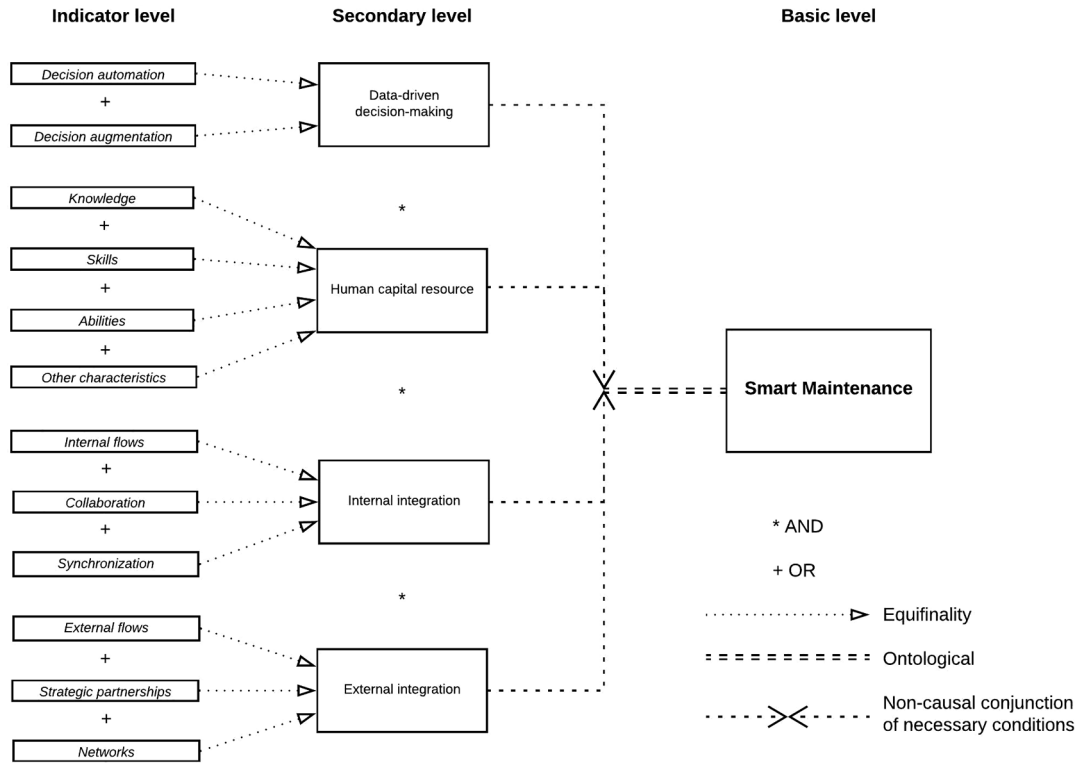 Indicator level
Secondary level
Basic level
Decision automation
+
Decision augmentation
Data-driven
decision-making
*
Knowledge
+
Skills
+
Abilities
+
Other characteristics
Human capital resource
*
Internal flows
+
Collaboration
+
Synchronization
Internal integration
*
External flows
+
Strategic partnerships
+
Networks
External integration
Smart Maintenance
* AND
+ OR
Equifinality
Ontological
Non-causal conjunction
of necessary conditions